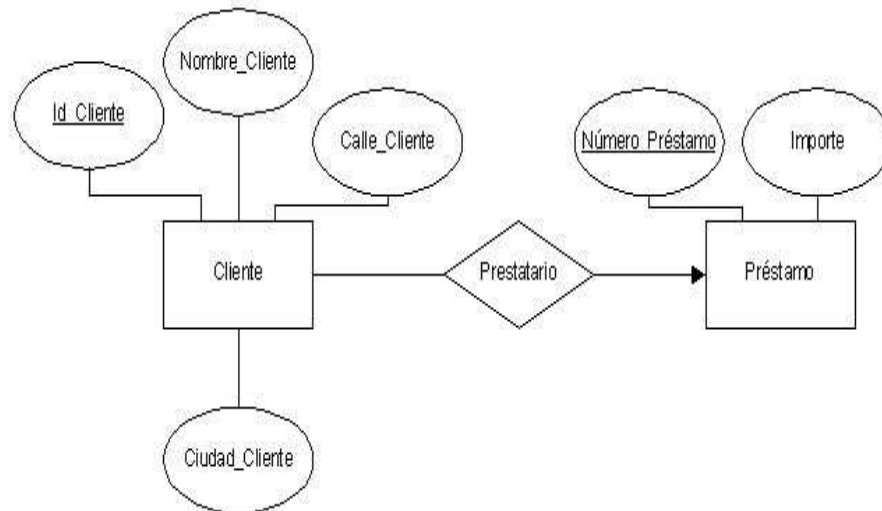 Nombre_Cliente
Id_Cliente
Calle_Cliente
Número_Préstamo
Importe
Cliente
Prestatario
Préstamo
Ciudad_Cliente